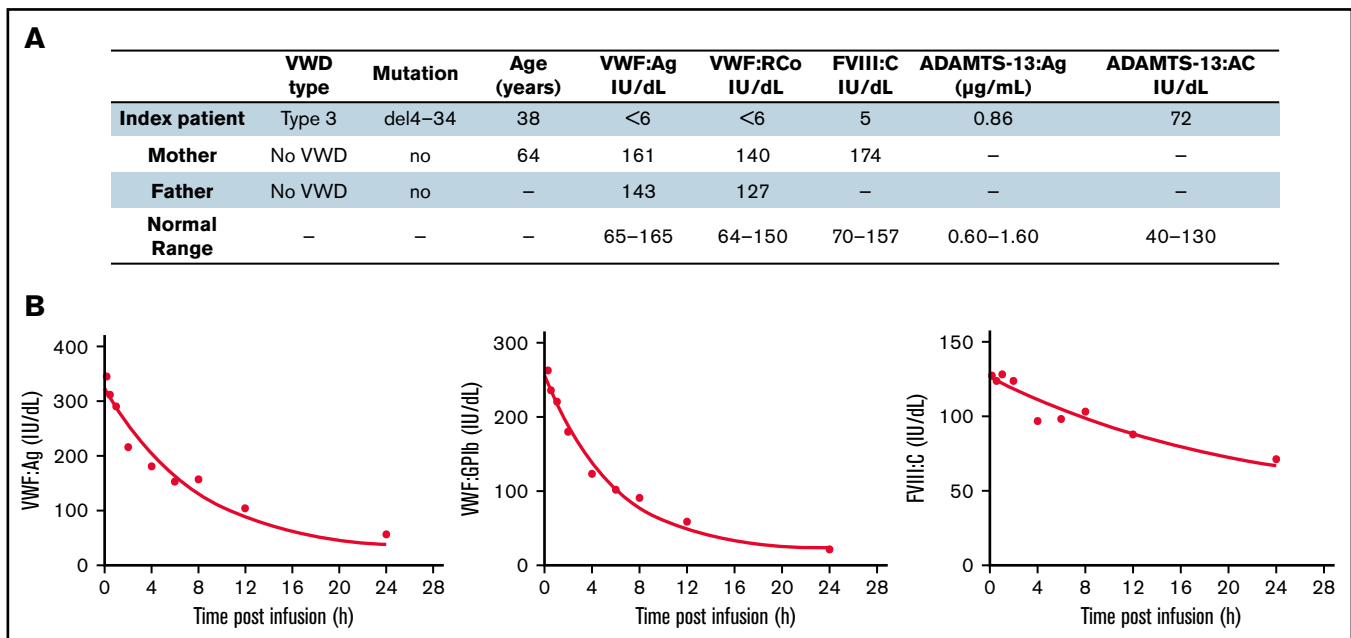 A
VWD type Mutation Age (years) VWF:Ag IU/dL VWF:RCo IU/dL FVIII:C IU/dL ADAMTS-13:Ag (µg/mL) ADAMTS-13:AC IU/dL
Index patient Type 3 del4–34 38 <6 <6 5 0.86 72
Mother No VWD no 64 161 140 174 – –
Father No VWD no – 143 127 – – –
Normal Range – – – 65–165 64–150 70–157 0.60–1.60 40–130
B
VWF:Ag (IU/dL)
400
300
200
100
0
0 4 8 12 16 20 24 28
Time post infusion (h)
VWF:GPIb (IU/dL)
300
200
100
0
0 4 8 12 16 20 24 28
Time post infusion (h)
FVIII:C (IU/dL)
150
100
50
0
0 4 8 12 16 20 24 28
Time post infusion (h)